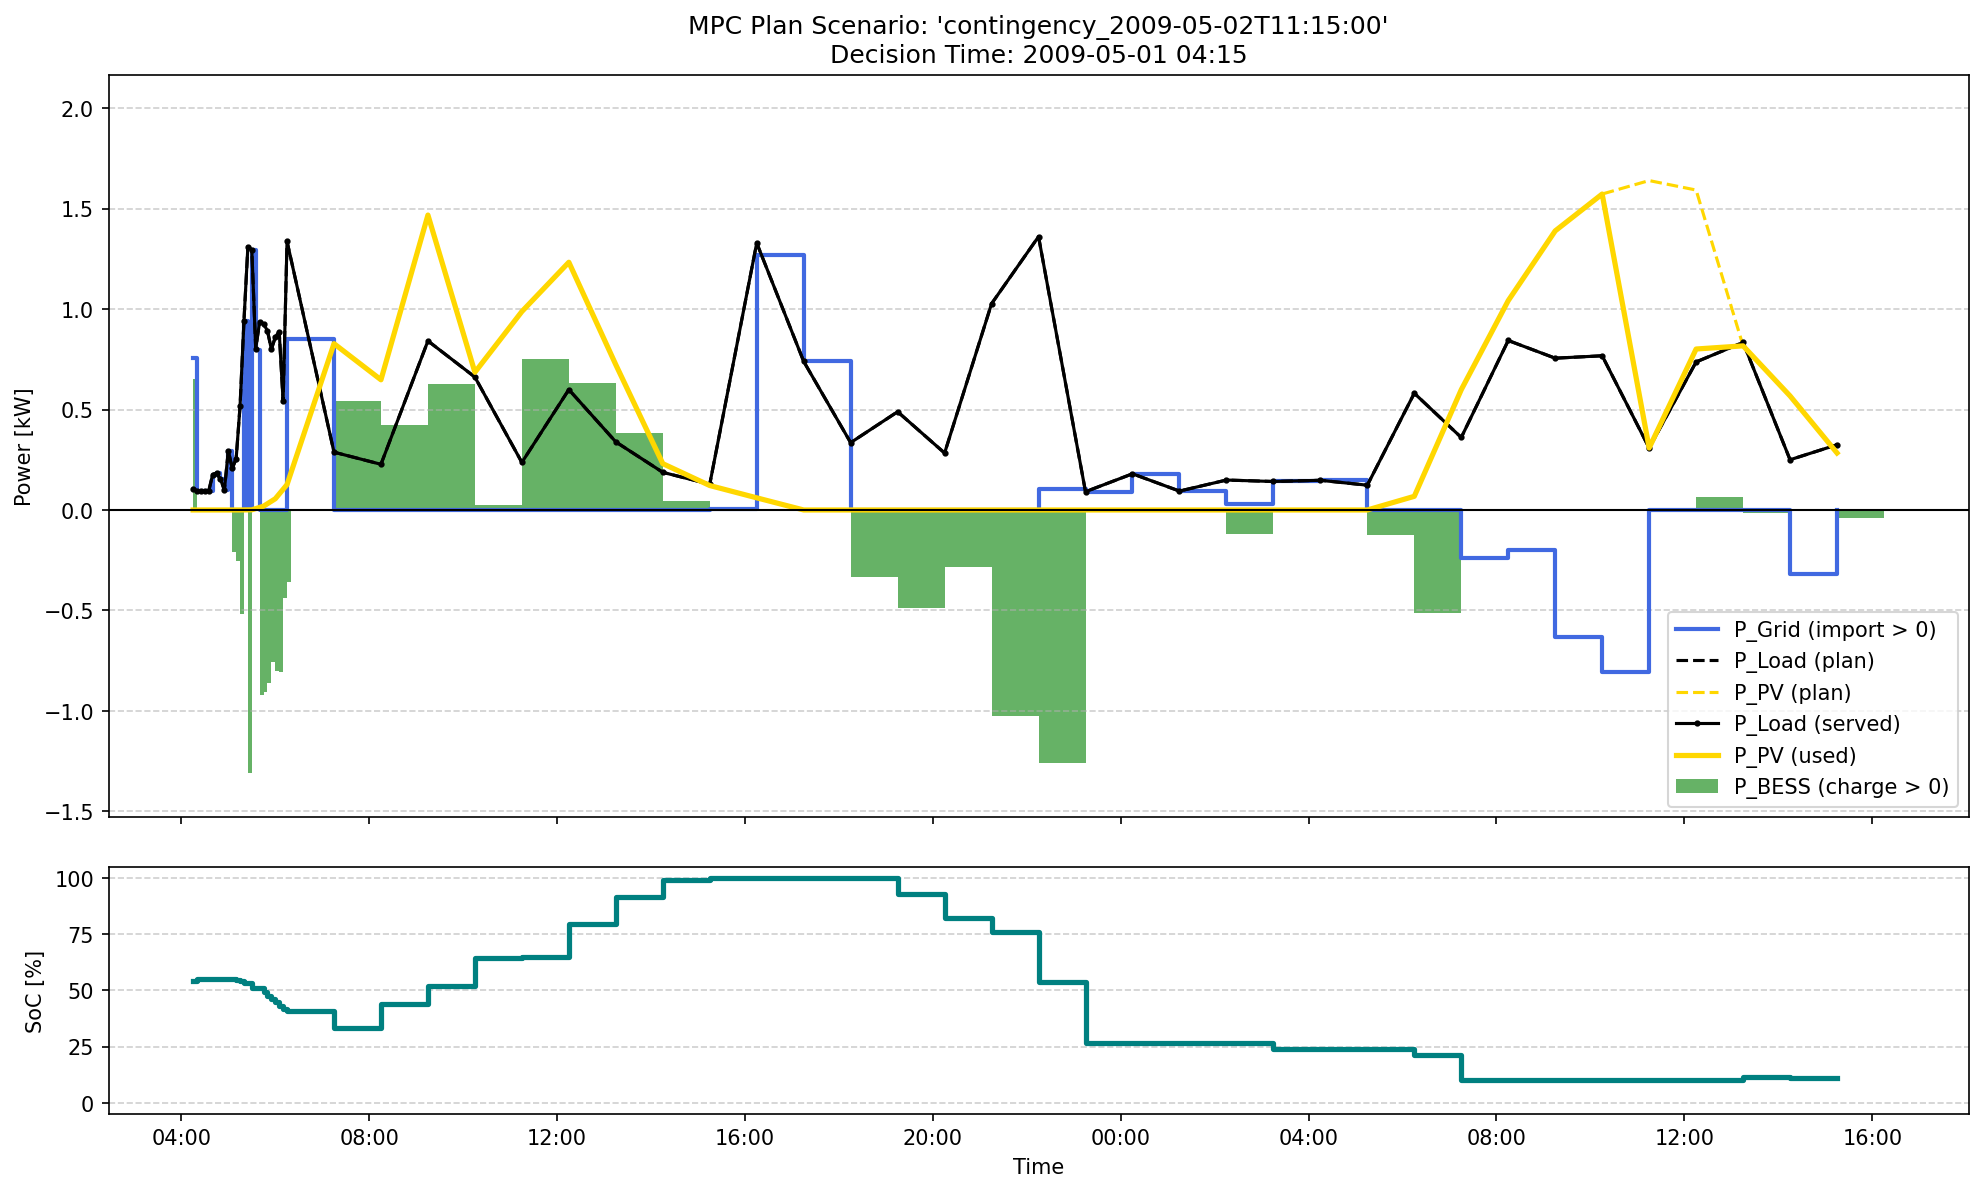 MPC Plan Scenario: 'contingency_2009-05-02T11:15:00'
Decision Time: 2009-05-01 04:15
Power [kW]
2.0
1.5
1.0
0.5
0.0
−0.5
−1.0
−1.5
P_Grid (import > 0)
P_Load (plan)
P_PV (plan)
P_Load (served)
P_PV (used)
P_BESS (charge > 0)
SoC [%]
100
75
50
25
0
04:00 08:00 12:00 16:00 20:00 00:00 04:00 08:00 12:00 16:00
Time